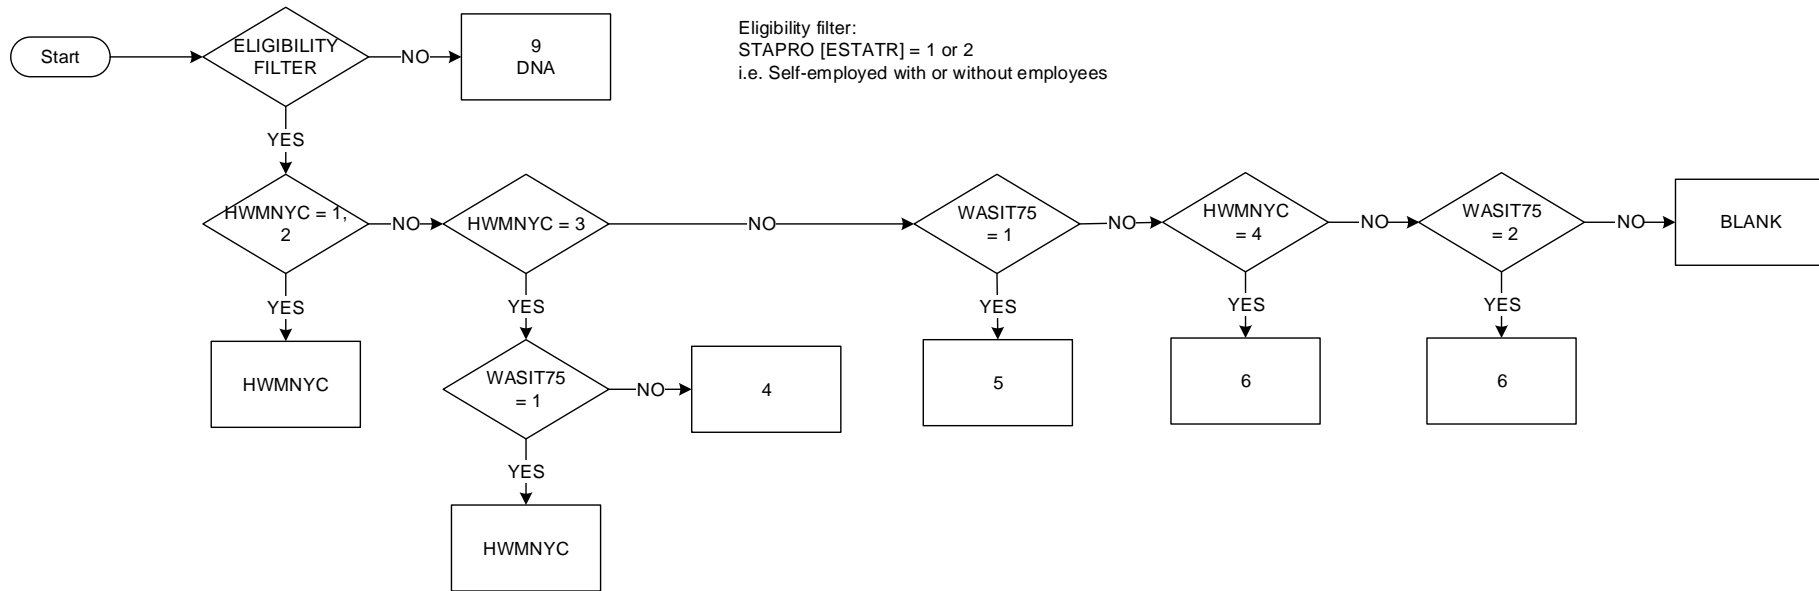 Start
ELIGIBILITY
FILTER
NO
9
DNA
Eligibility filter:
STAPRO [ESTATR] = 1 or 2
i.e. Self-employed with or without employees
YES
HWMNYC = 1,
2
NO
HWMNYC = 3
NO
WASIT75
= 1
NO
HWMNYC
= 4
NO
WASIT75
= 2
NO
BLANK
YES
YES
YES
YES
YES
HWMNYC
WASIT75
= 1
NO
4
5
6
6
YES
HWMNYC